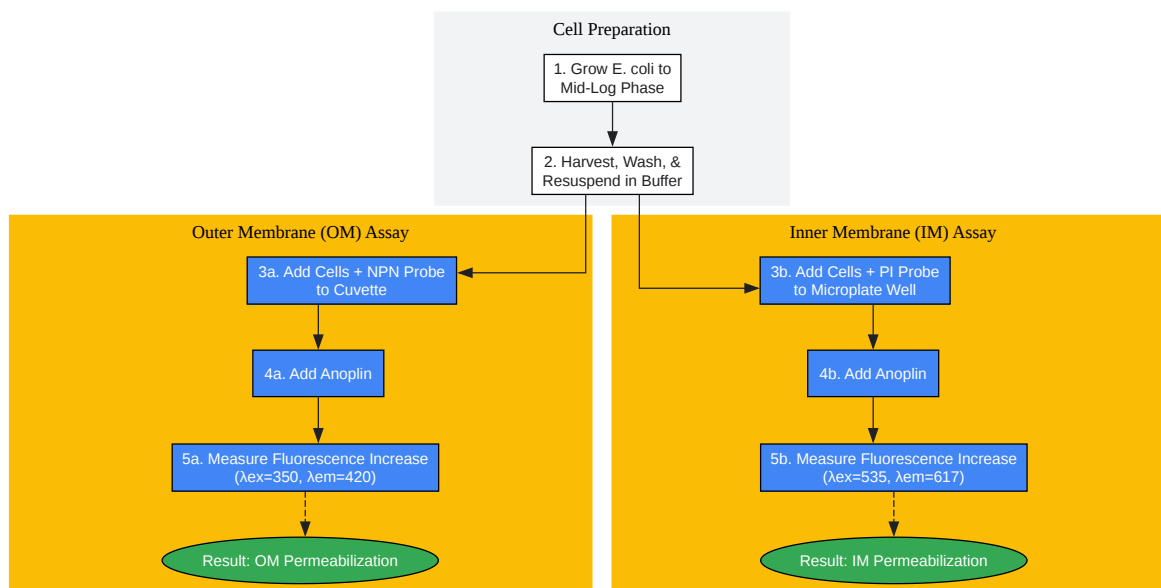 Cell Preparation
1. Grow E. coli to
Mid-Log Phase
2. Harvest, Wash, &
Resuspend in Buffer
Outer Membrane (OM) Assay
3a. Add Cells + NPN Probe
to Cuvette
4a. Add Anoplin
5a. Measure Fluorescence Increase
(λex=350, λem=420)
Result: OM Permeabilization
Inner Membrane (IM) Assay
3b. Add Cells + PI Probe
to Microplate Well
4b. Add Anoplin
5b. Measure Fluorescence Increase
(λex=535, λem=617)
Result: IM Permeabilization